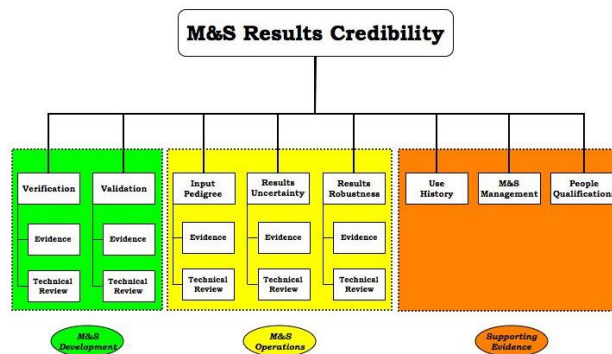 M&S Results Credibility
Verification
Validation
Input
Pedigree
Results
Uncertainty
Results
Robustness
Use
History
M&S
Management
People
Qualifications
Evidence
Evidence
Evidence
Evidence
Evidence
Technical
Review
Technical
Review
Technical
Review
Technical
Review
Technical
Review
M&S
Development
M&S
Operations
Supporting
Evidence